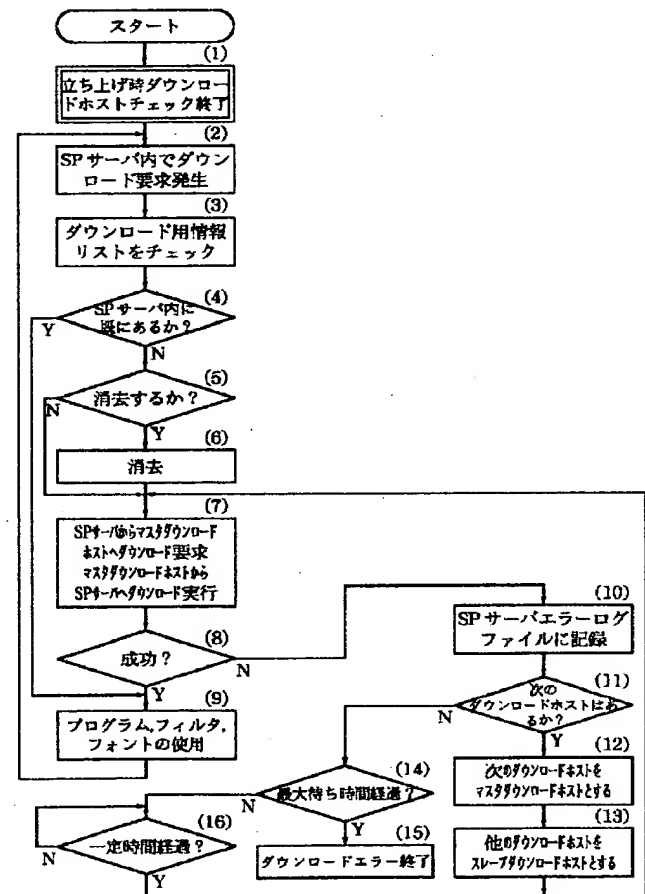 スタート
(1)
立ち上げ時ダウンロー
ドホストチェック終了
(2)
SPサーバ内でダウン
ロード要求発生
(3)
ダウンロード用情報
リストをチェック
(4)
SPサーバ内に
既にあるか?
Y
N
(5)
消去するか?
N
Y
(6)
消去
(7)
SPサーバからマスタダウンロード
ホストへダウンロード要求
マスタダウンロードホストから
SPサーバへダウンロード実行
(8)
成功?
N
Y
(9)
プログラム,フィルタ,
フォントの使用
(10)
SPサーバエラーログ
ファイルに記録
(11)
次の
ダウンロードホストはあ
るか?
N
Y
(12)
次のダウンロードホストを
マスタダウンロードホストとする
(13)
他のダウンロードホストを
スレーブダウンロードホストとする
(14)
最大待ち時間経過?
N
Y
(15)
ダウンロードエラー終了
(16)
一定時間経過?
N
Y